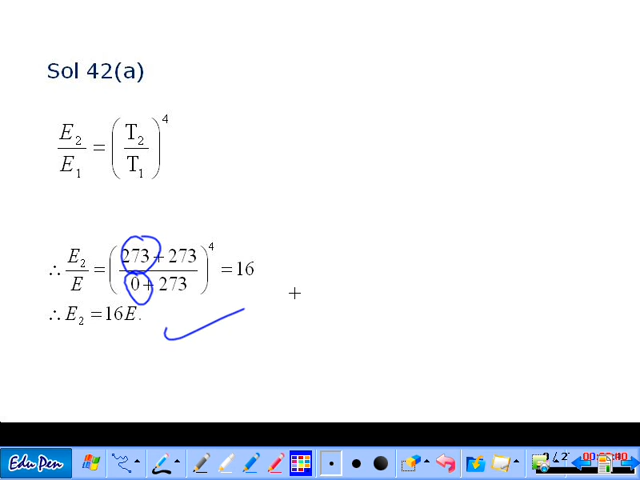 Sol 42(a)
E₂/E₁ = (T₂/T₁)⁴
∴ E₂/E = ((273 + 273)/(0 + 273))⁴ = 16
∴ E₂ = 16E.
Edu Pen